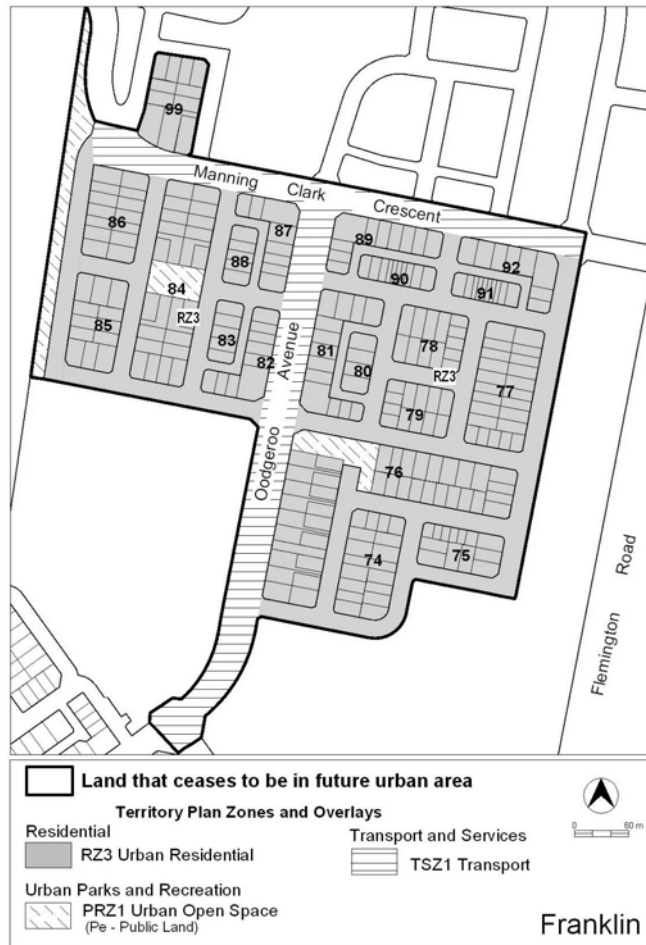 99
Manning Clark Crescent
86
87
89
88
92
90
91
84
RZ3
85
83
82
Avenue
81
80
78
RZ3
77
79
Oodgeroo
76
74
75
Flemington Road
Land that ceases to be in future urban area
Territory Plan Zones and Overlays
Residential
RZ3 Urban Residential
Urban Parks and Recreation
PRZ1 Urban Open Space
(Pe - Public Land)
Transport and Services
TSZ1 Transport
0 60 m
Franklin